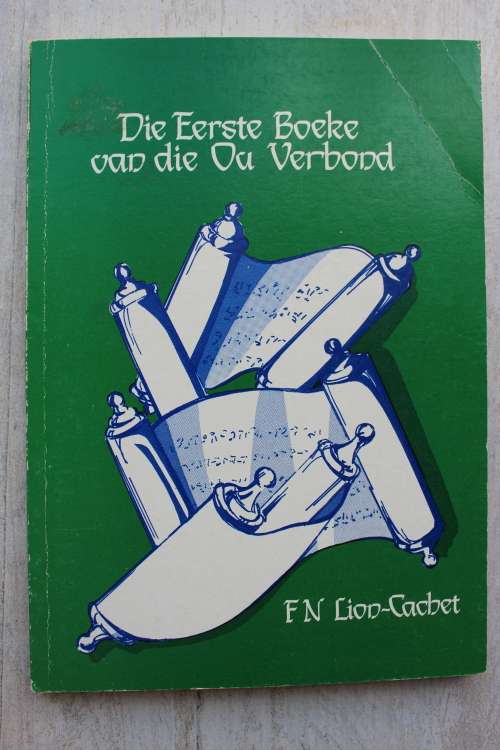 Die Eerste Boeke
van die Ou Verbond
F N Lion-Cachet